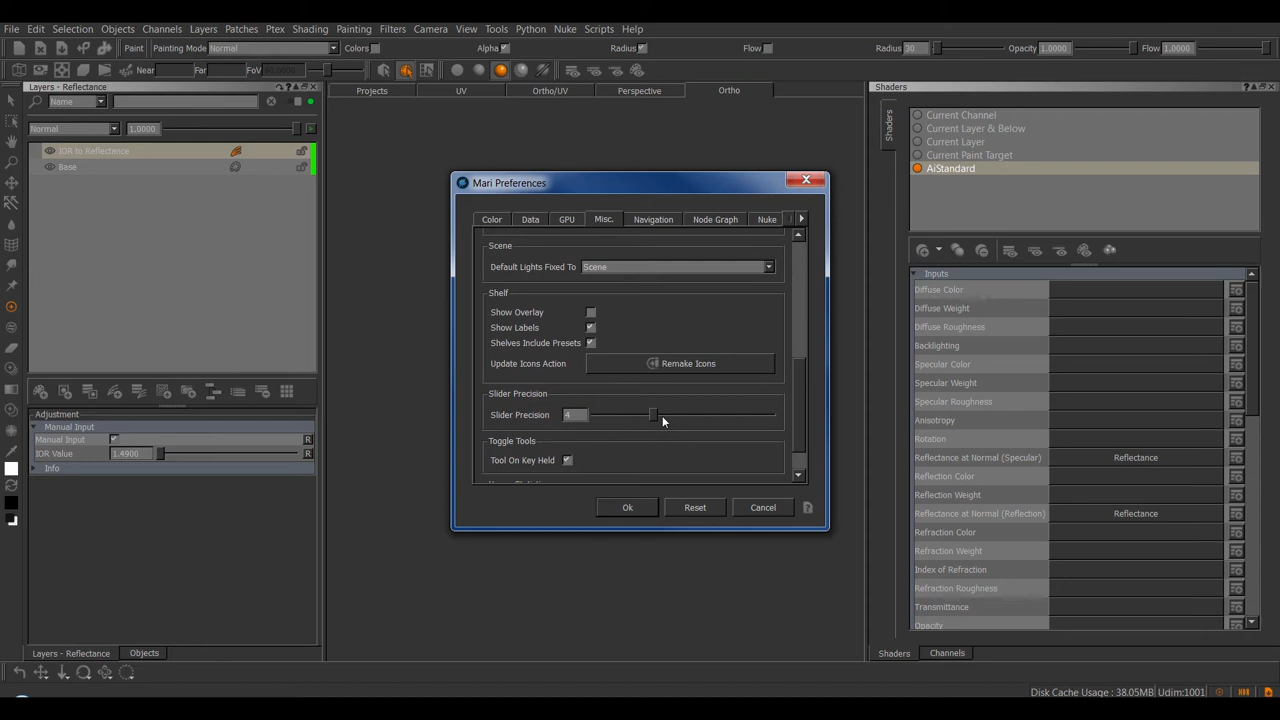 File Edit Selection Objects Channels Layers Patches Ptex Shading Painting Filters Camera View Tools Python Nuke Scripts Help
Paint Painting Mode Normal Colors Alpha Radius Flow Radius 30 Opacity 1.0000 Flow 1.0000
Near Far FoV
Layers - Reflectance
Name
Normal 1.0000
IOR to Reflectance
Base
Adjustment
Manual Input
Manual Input R
IOR Value 1.4900 R
Info
Layers - Reflectance Objects
Projects UV Ortho/UV Perspective Ortho
Mari Preferences
Color Data GPU Misc. Navigation Node Graph Nuke
Scene
Default Lights Fixed To Scene
Shelf
Show Overlay
Show Labels
Shelves Include Presets
Update Icons Action Remake Icons
Slider Precision
Slider Precision 4
Toggle Tools
Tool On Key Held
Ok Reset Cancel
Shaders
Shaders
Current Channel
Current Layer & Below
Current Layer
Current Paint Target
AiStandard
Inputs
Diffuse Color
Diffuse Weight
Diffuse Roughness
Backlighting
Specular Color
Specular Weight
Specular Roughness
Anisotropy
Rotation
Reflectance at Normal (Specular) Reflectance
Reflection Color
Reflection Weight
Reflectance at Normal (Reflection) Reflectance
Refraction Color
Refraction Weight
Index of Refraction
Refraction Roughness
Transmittance
Opacity
Shaders Channels
Disk Cache Usage : 38.05MB Udim:1001